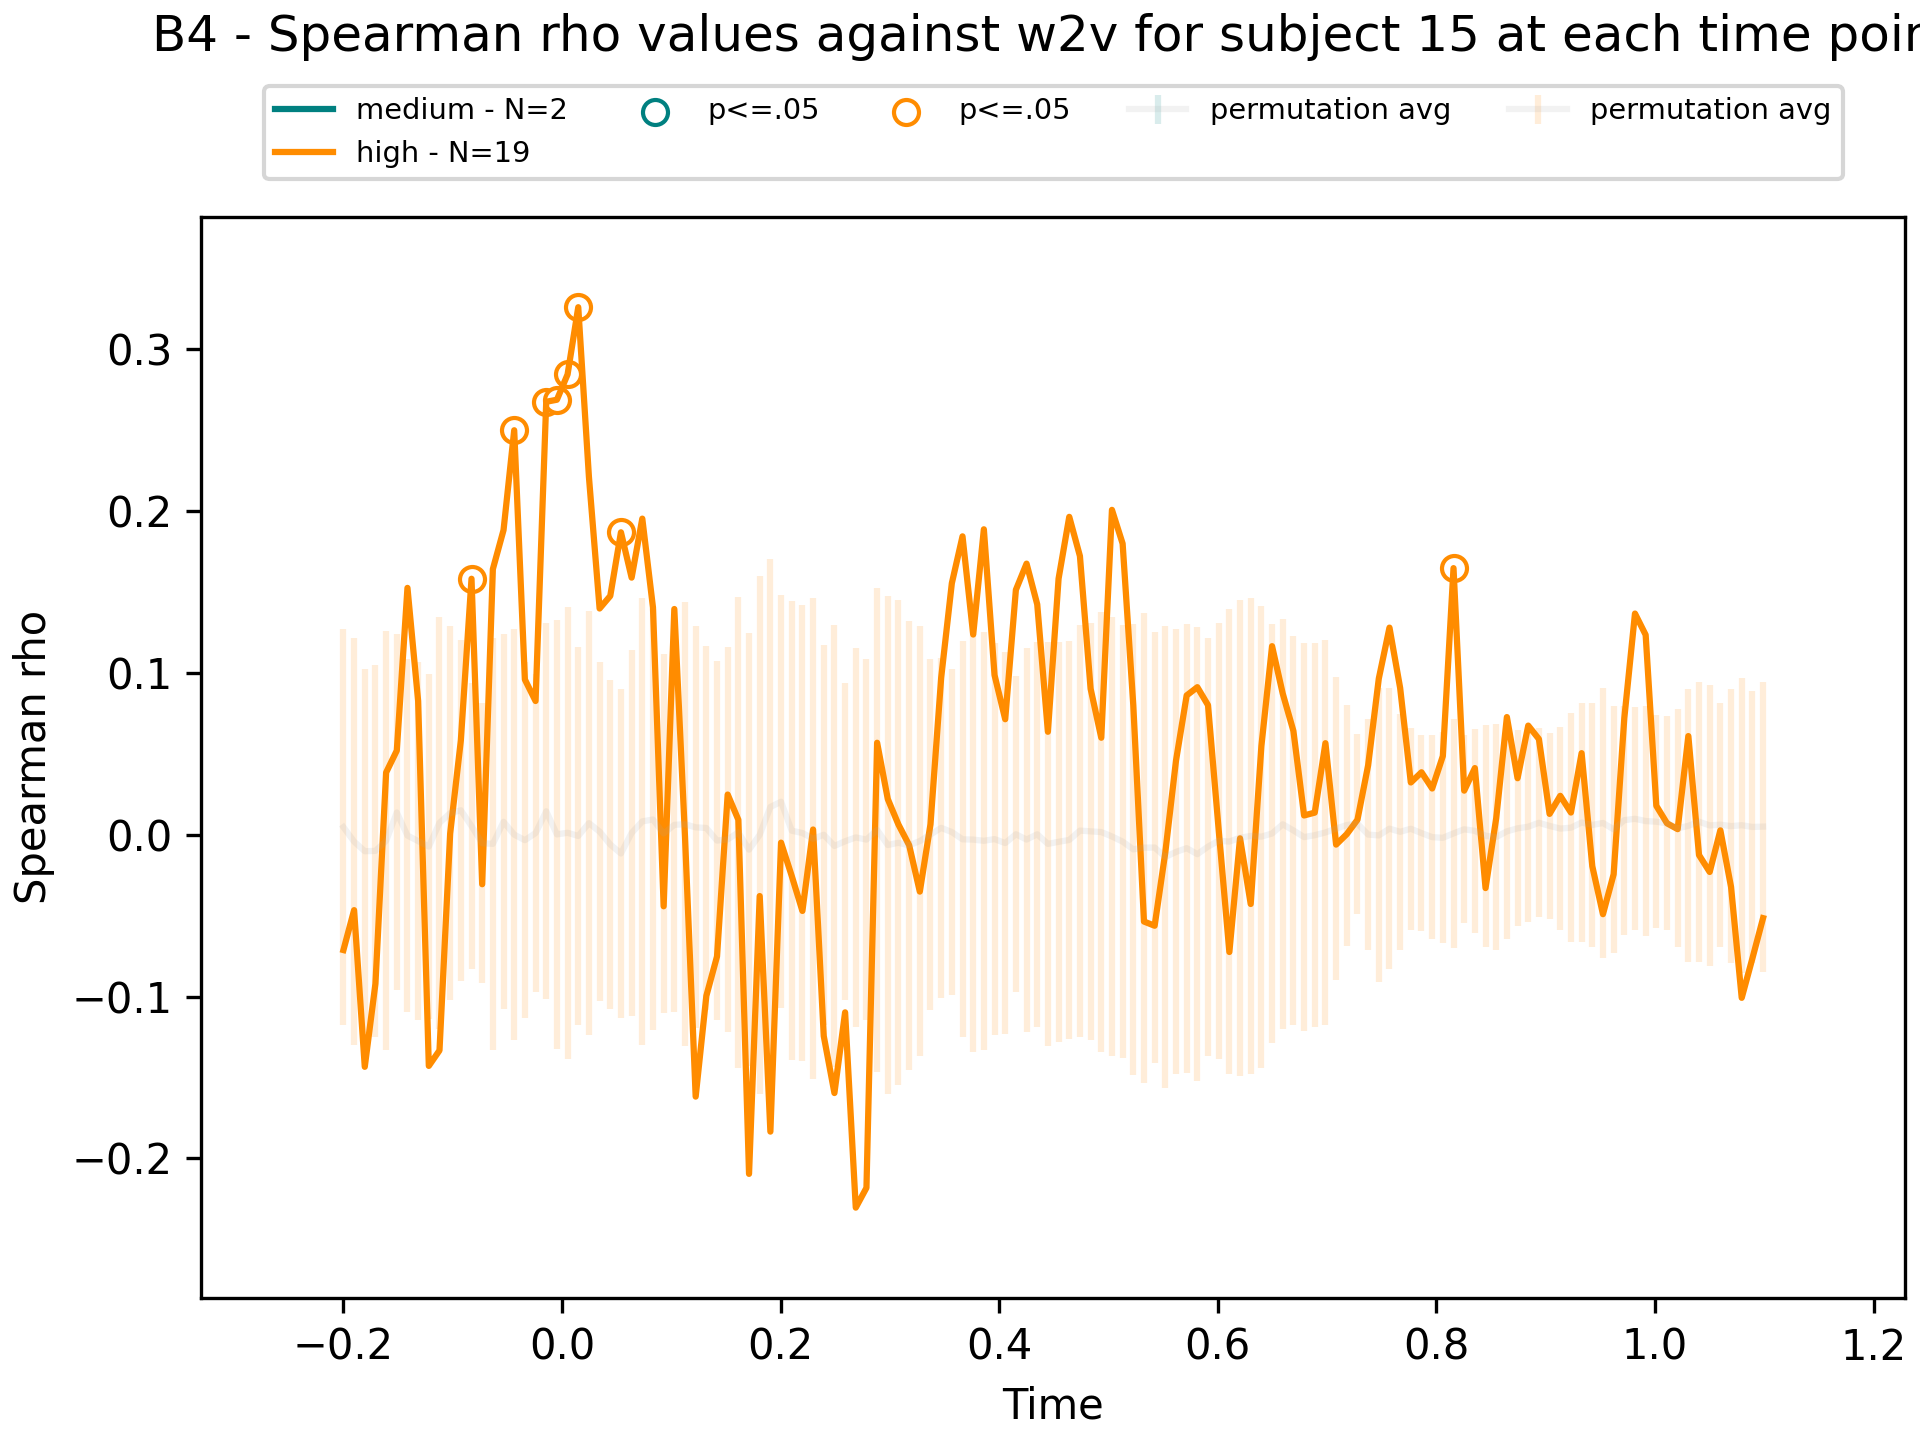 B4 - Spearman rho values against w2v for subject 15 at each time poin
medium - N=2
high - N=19
p<=.05
p<=.05
permutation avg
permutation avg
Spearman rho
0.3
0.2
0.1
0.0
−0.1
−0.2
−0.2 0.0 0.2 0.4 0.6 0.8 1.0 1.2
Time